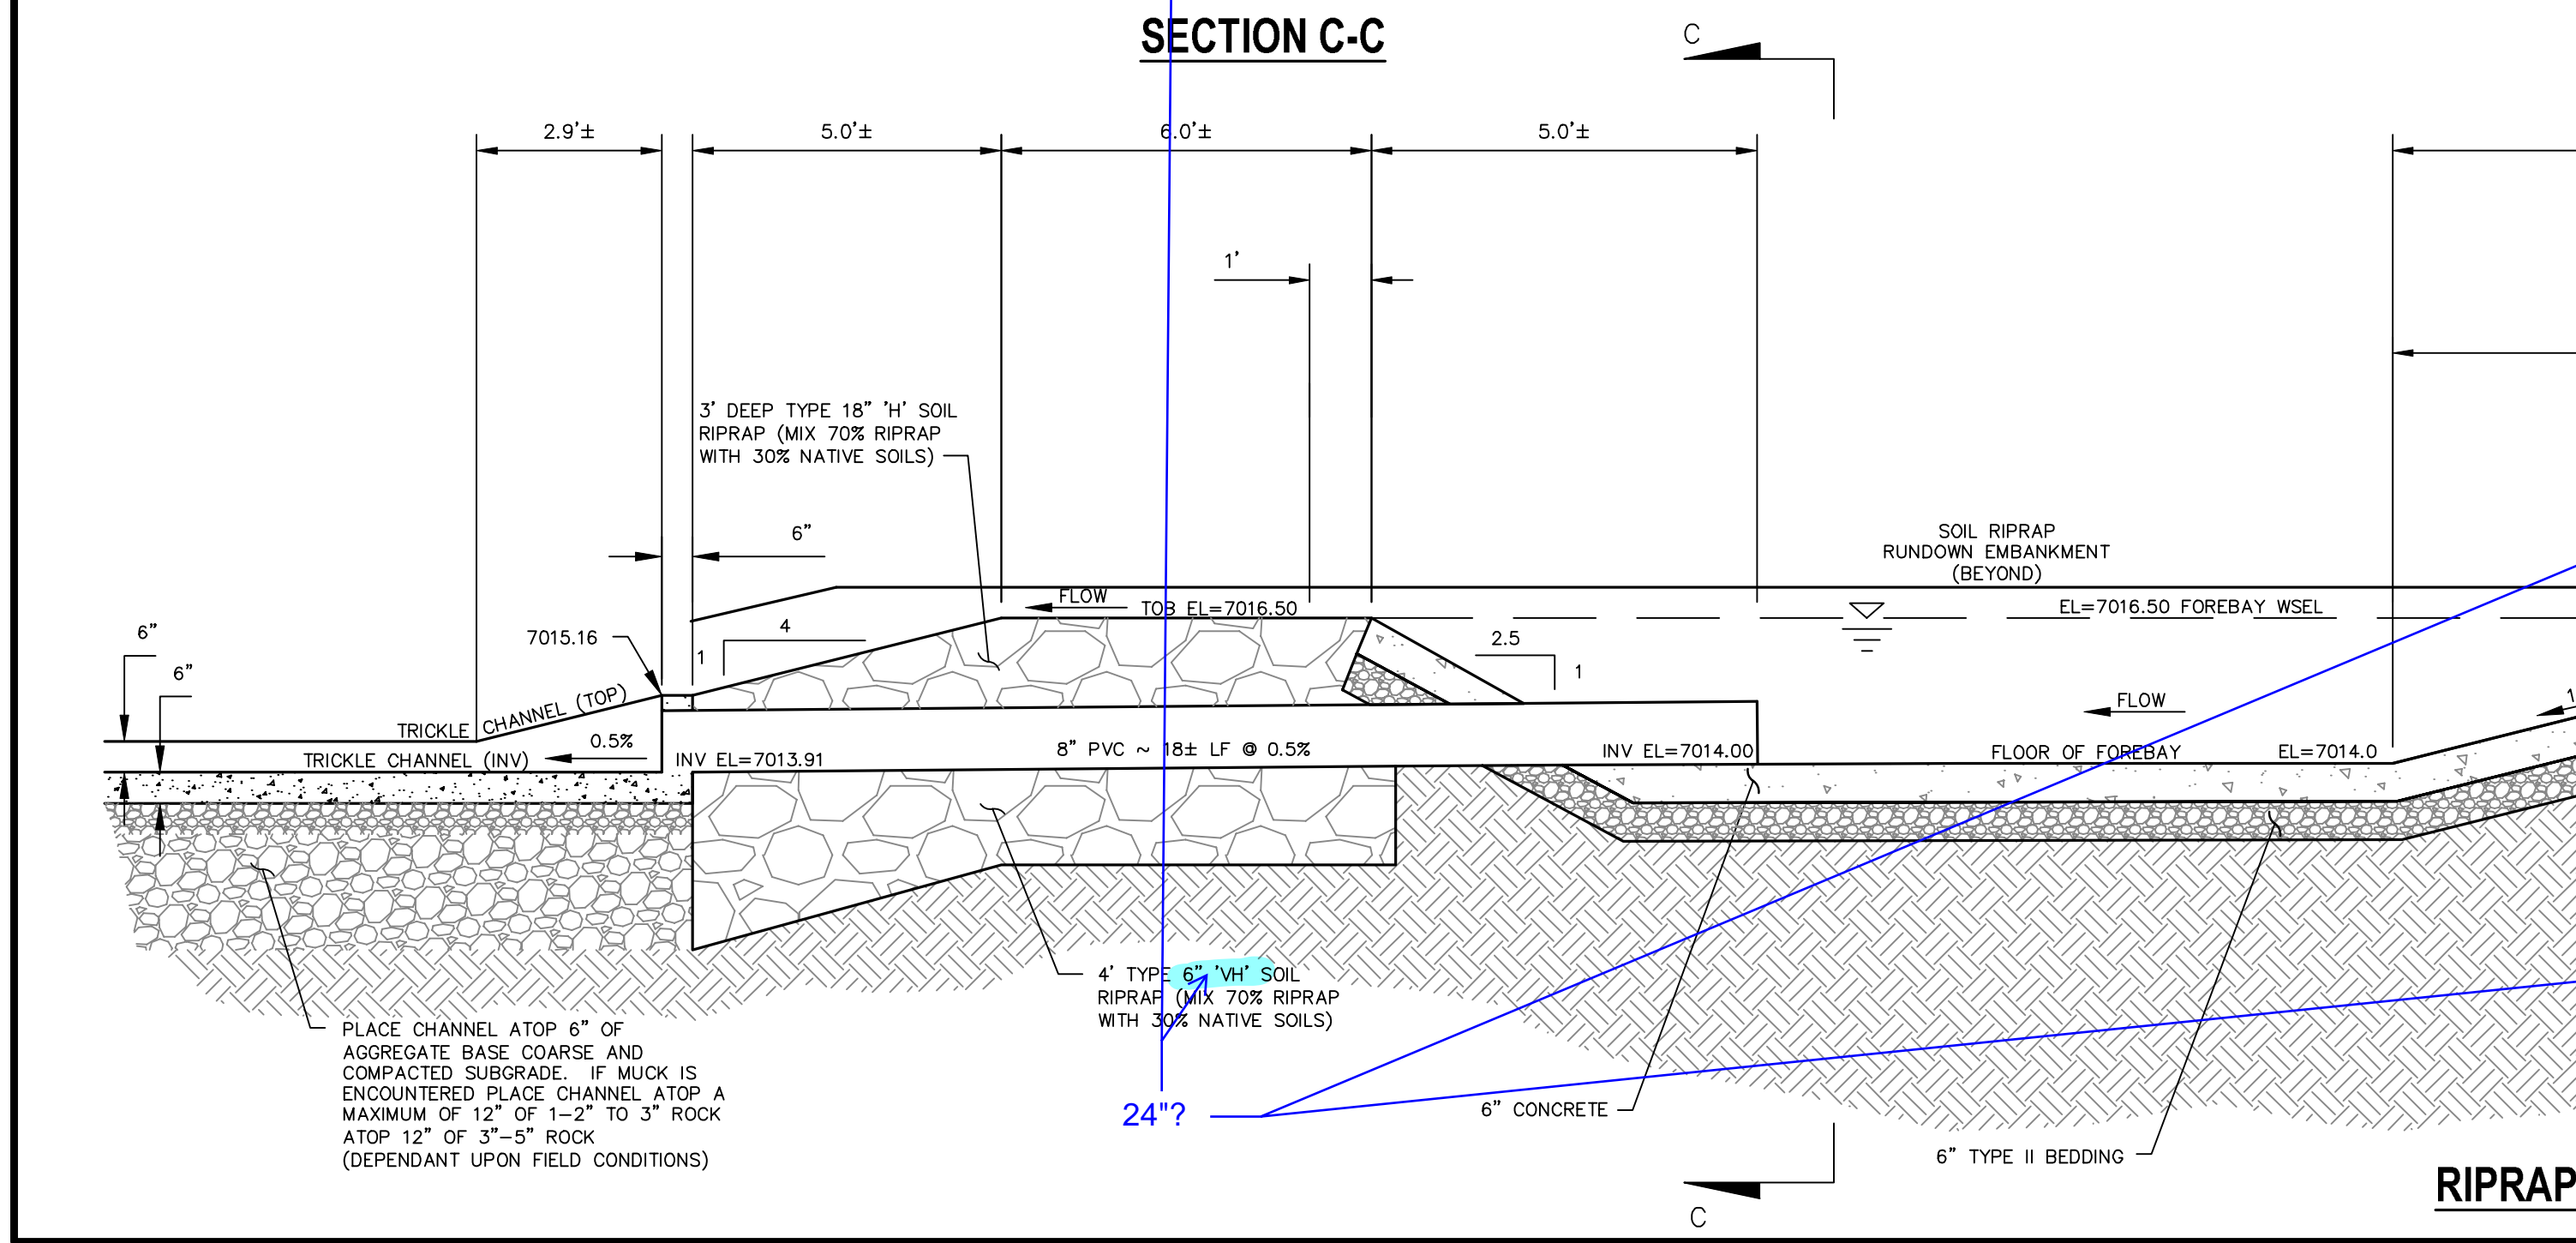 SECTION C-C
C
2.9'±
5.0'±
6.0'±
5.0'±
1'
3' DEEP TYPE 18" 'H' SOIL
RIPRAP (MIX 70% RIPRAP
WITH 30% NATIVE SOILS)
6"
SOIL RIPRAP
RUNDOWN EMBANKMENT
(BEYOND)
FLOW
TOB EL=7016.50
EL=7016.50 FOREBAY WSEL
4
1
2.5
1
7015.16
6"
6"
TRICKLE CHANNEL (TOP)
FLOW
0.5%
TRICKLE CHANNEL (INV)
INV EL=7013.91
8" PVC ~ 18± LF @ 0.5%
INV EL=7014.00
FLOOR OF FOREBAY
EL=7014.0
4' TYPE 6" 'VH' SOIL
RIPRAP (MIX 70% RIPRAP
WITH 30% NATIVE SOILS)
PLACE CHANNEL ATOP 6" OF
AGGREGATE BASE COARSE AND
COMPACTED SUBGRADE. IF MUCK IS
ENCOUNTERED PLACE CHANNEL ATOP A
MAXIMUM OF 12" OF 1-2" TO 3" ROCK
ATOP 12" OF 3"-5" ROCK
(DEPENDANT UPON FIELD CONDITIONS)
24"?
6" CONCRETE
6" TYPE II BEDDING
RIPRAP
C